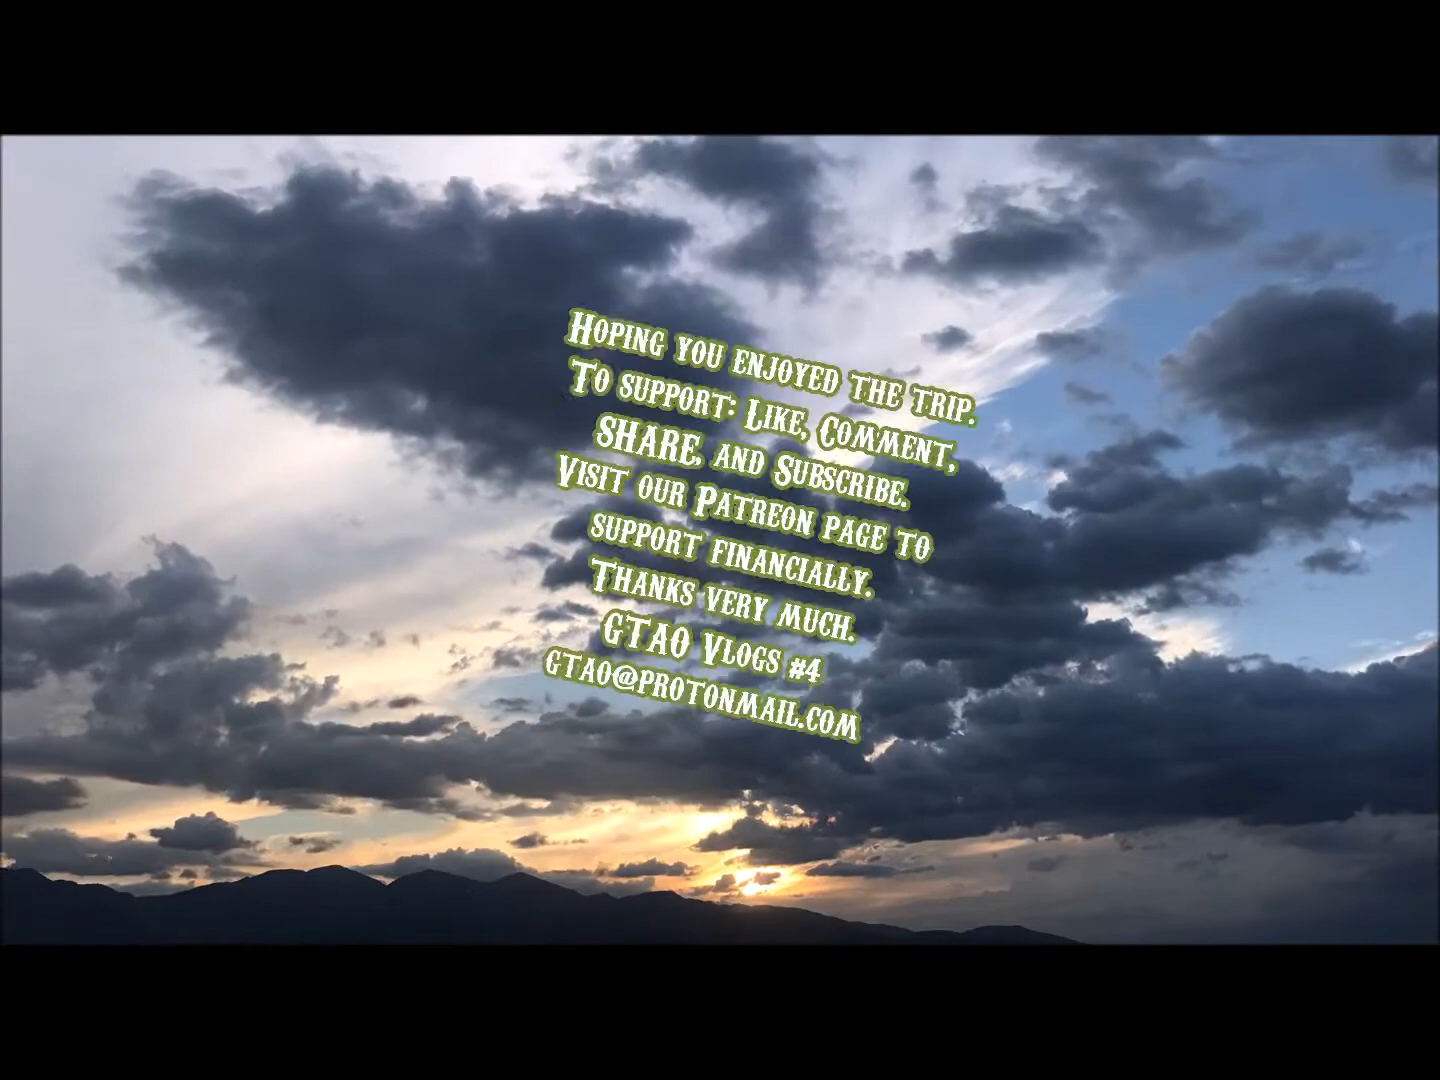 Hoping you enjoyed the trip.
To support: Like, Comment,
SHARE, and Subscribe.
Visit our Patreon page to
support financially.
Thanks very much.
GTAO Vlogs #4
gtao@protonmail.com